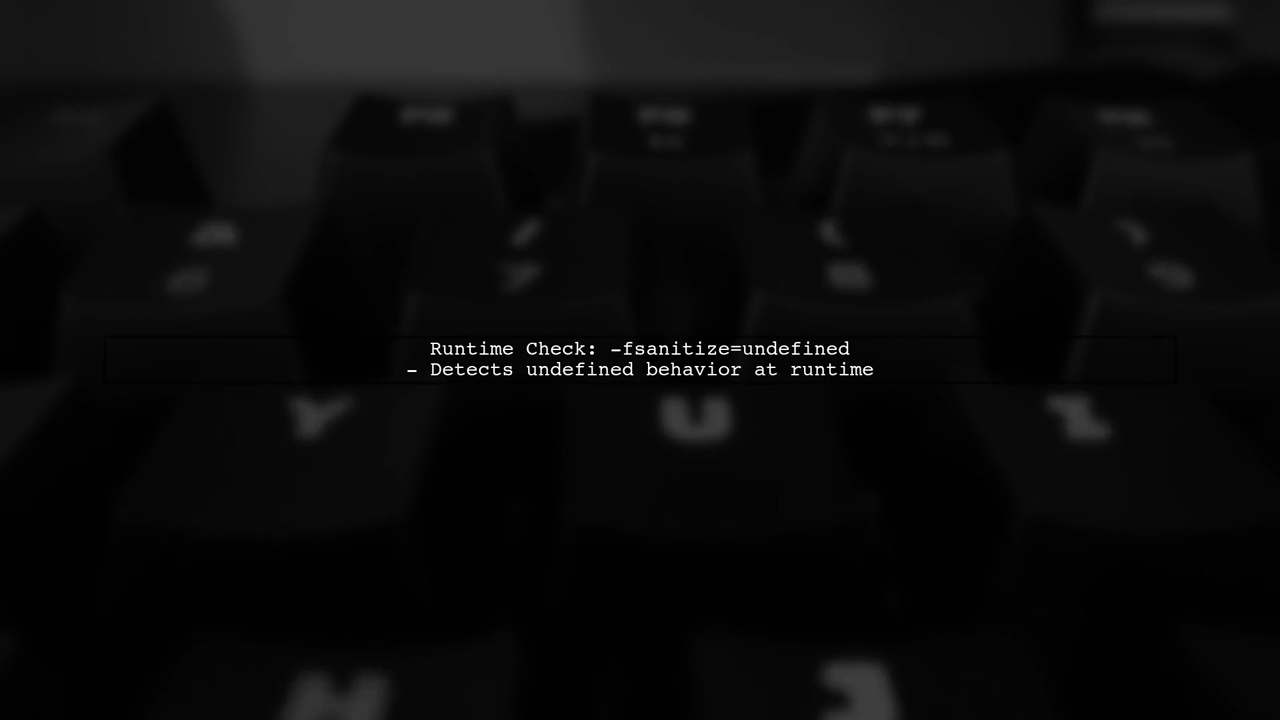 Runtime Check: -fsanitize=undefined
- Detects undefined behavior at runtime
Y U Z
H J